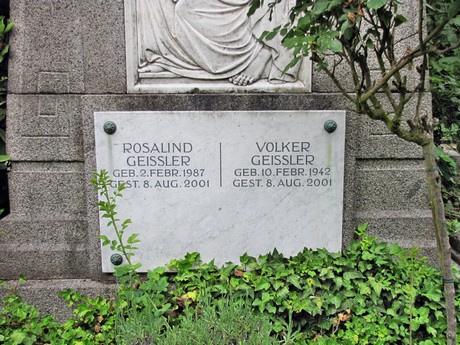 ROSALIND
GEISSLER
GEB. 2. FEBR. 1987
GEST. 8. AUG. 2001
VOLKER
GEISSLER
GEB. 10. FEBR. 1942
GEST. 8. AUG. 2001